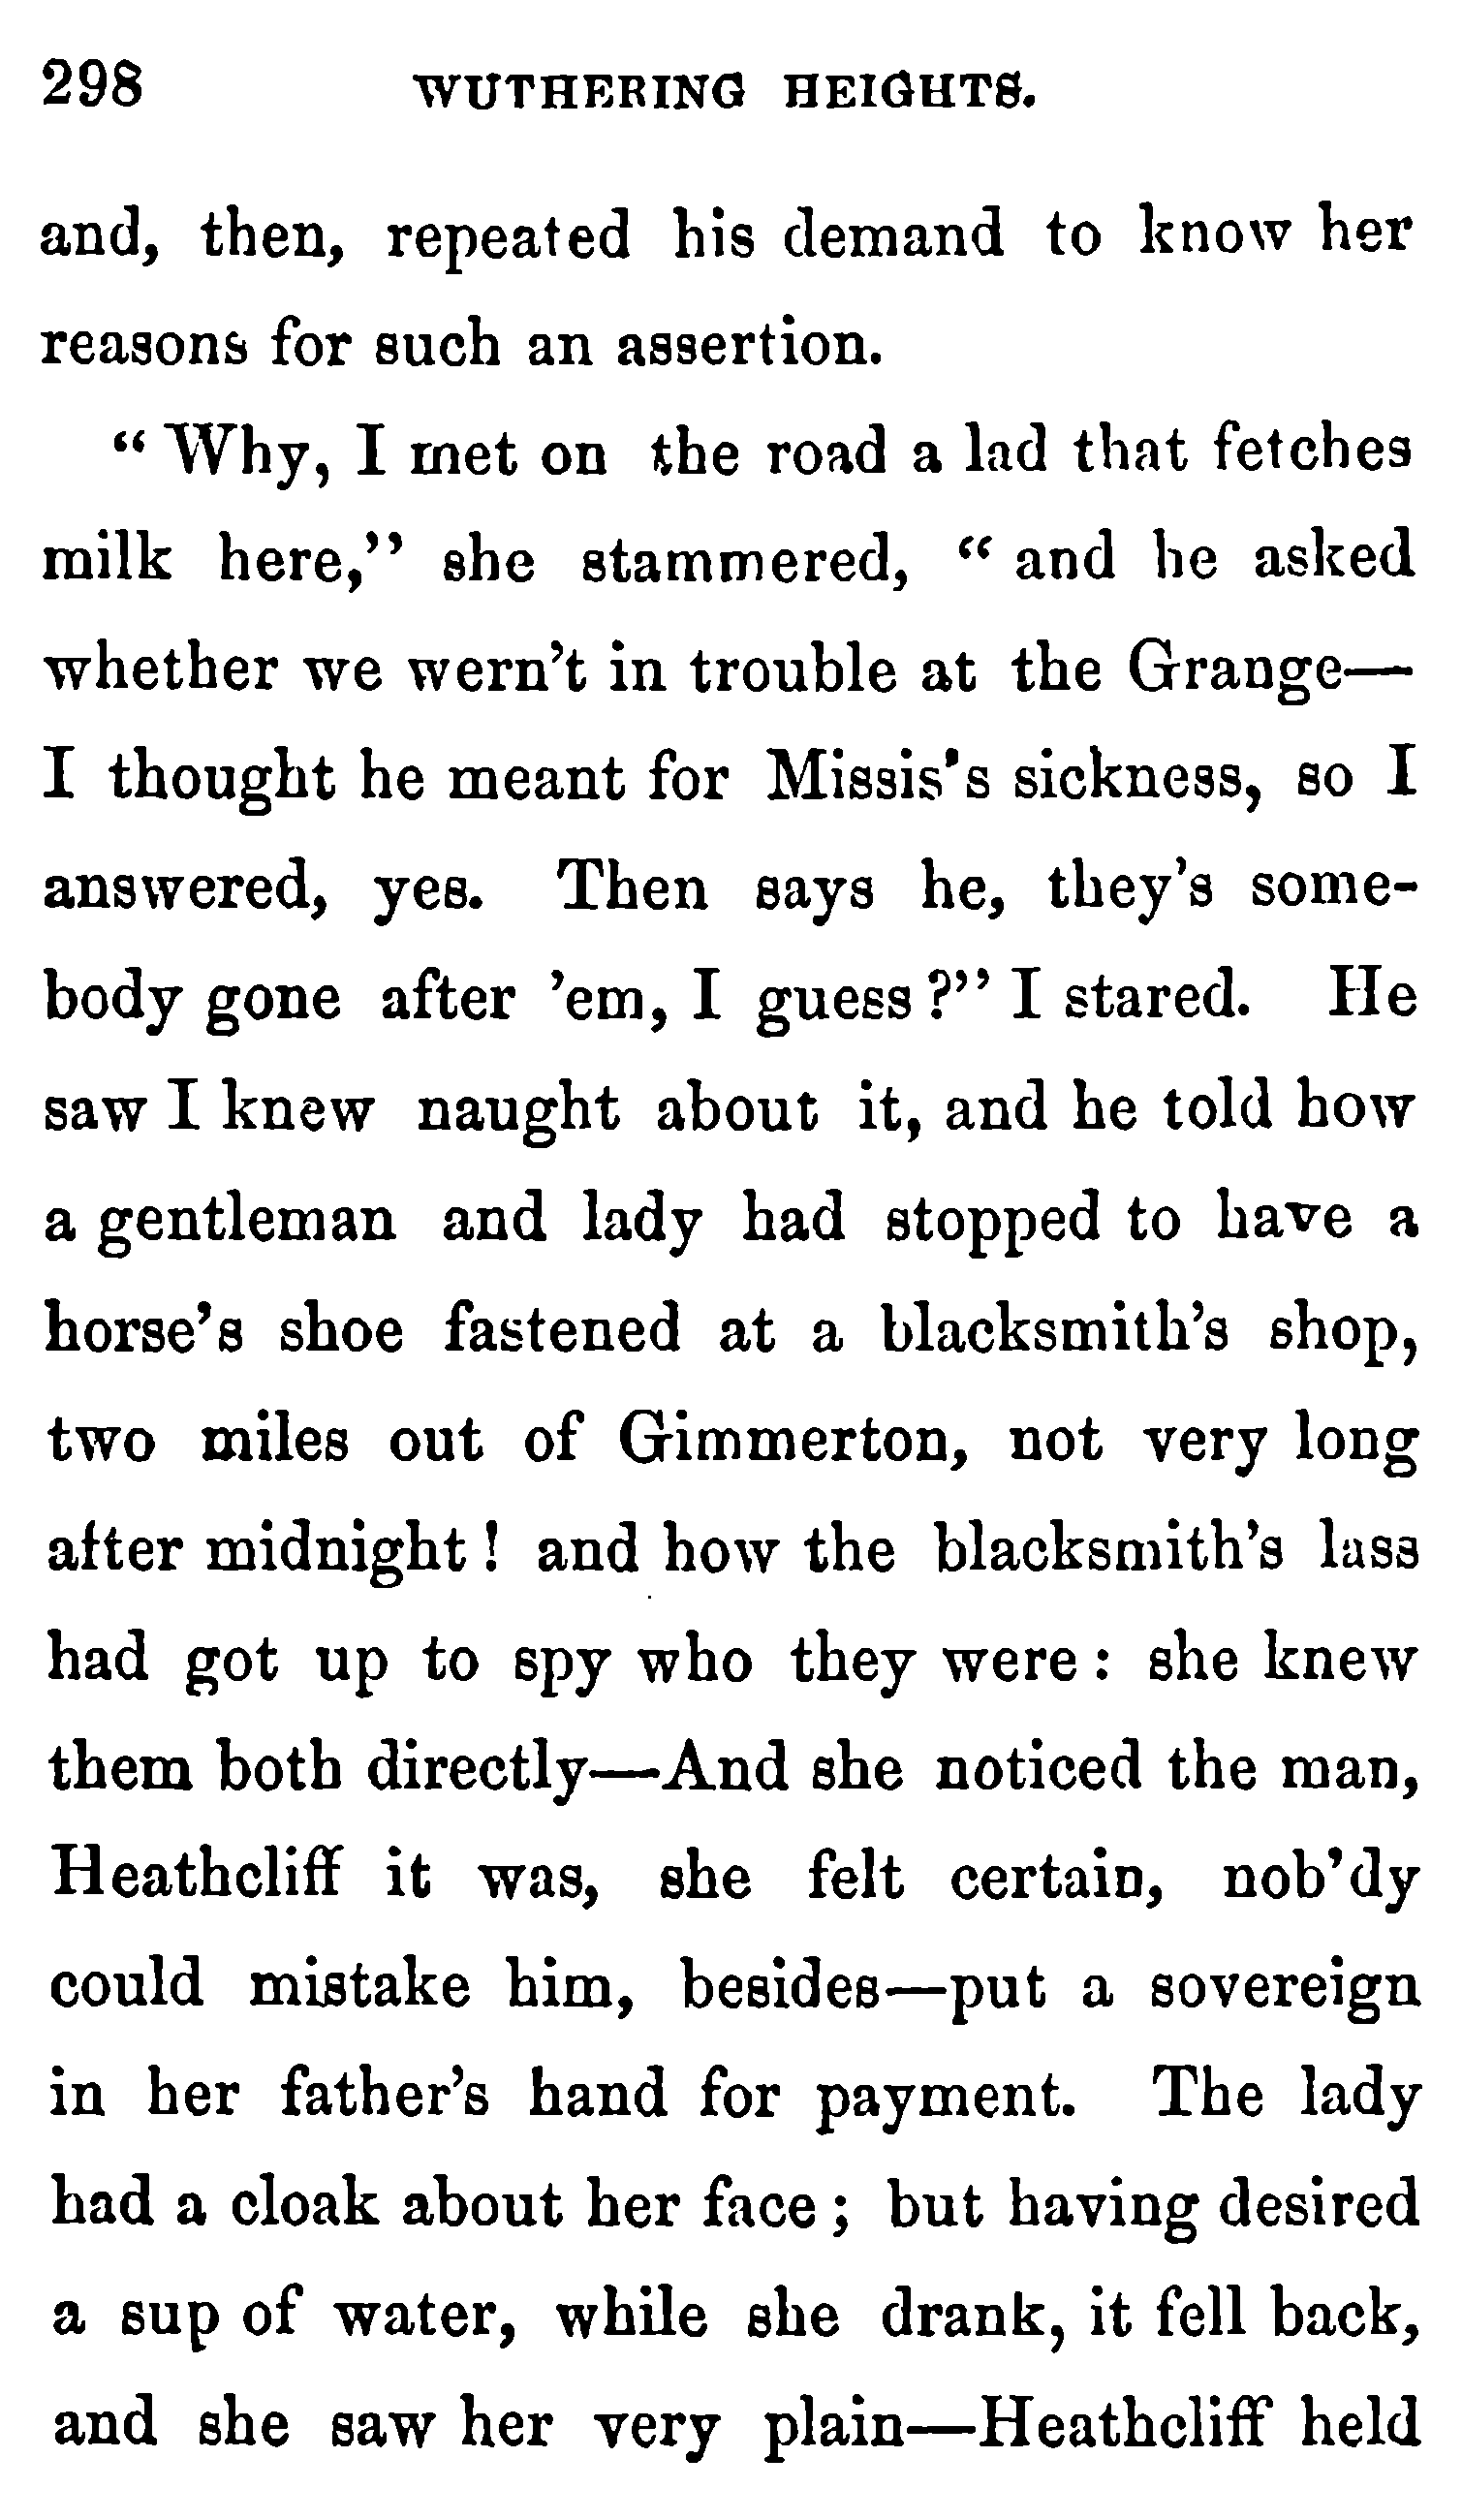 298 WUTHERING HEIGHTS.
and, then, repeated his demand to know her
reasons for such an assertion.
“ Why, I met on the road a lad that fetches
milk here,’’ she stammered, “ and he asked
whether we wern’t in trouble at the Grange—
I thought he meant for Missis’s sickness, so I
answered, yes. Then says he, they’s some-
body gone after ’em, I guess ?’’ I stared. He
saw I knew naught about it, and he told how
a gentleman and lady had stopped to have a
horse’s shoe fastened at a blacksmith’s shop,
two miles out of Gimmerton, not very long
after midnight ! and how the blacksmith’s lass
had got up to spy who they were : she knew
them both directly—And she noticed the man,
Heathcliff it was, she felt certain, nob’dy
could mistake him, besides—put a sovereign
in her father’s hand for payment. The lady
had a cloak about her face ; but having desired
a sup of water, while she drank, it fell back,
and she saw her very plain—Heathcliff held